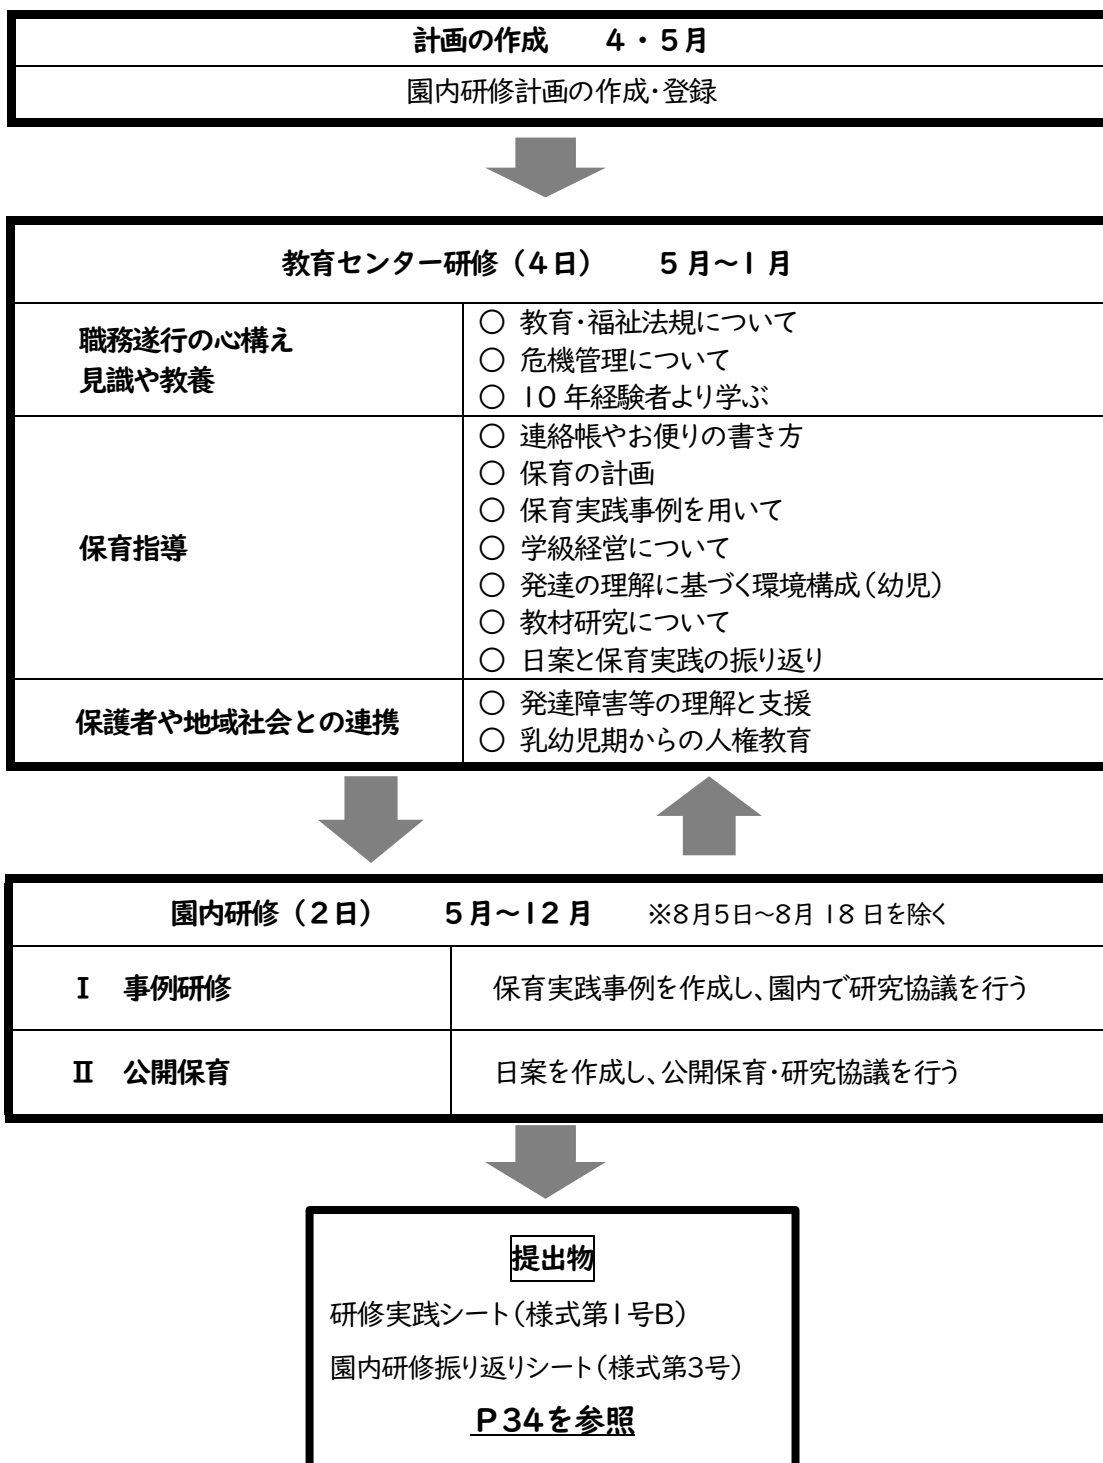 計画の作成　４・５月
園内研修計画の作成・登録
教育センター研修（４日）　５月～１月
職務遂行の心構え
見識や教養
○ 教育・福祉法規について
○ 危機管理について
○ 10年経験者より学ぶ
保育指導
○ 連絡帳やお便りの書き方
○ 保育の計画
○ 保育実践事例を用いて
○ 学級経営について
○ 発達の理解に基づく環境構成（幼児）
○ 教材研究について
○ 日案と保育実践の振り返り
保護者や地域社会との連携
○ 発達障害等の理解と支援
○ 乳幼児期からの人権教育
園内研修（２日）　５月～12月　※8月5日～8月18日を除く
Ⅰ　事例研修
保育実践事例を作成し、園内で研究協議を行う
Ⅱ　公開保育
日案を作成し、公開保育・研究協議を行う
提出物
研修実践シート（様式第1号B）
園内研修振り返りシート（様式第3号）
P34を参照